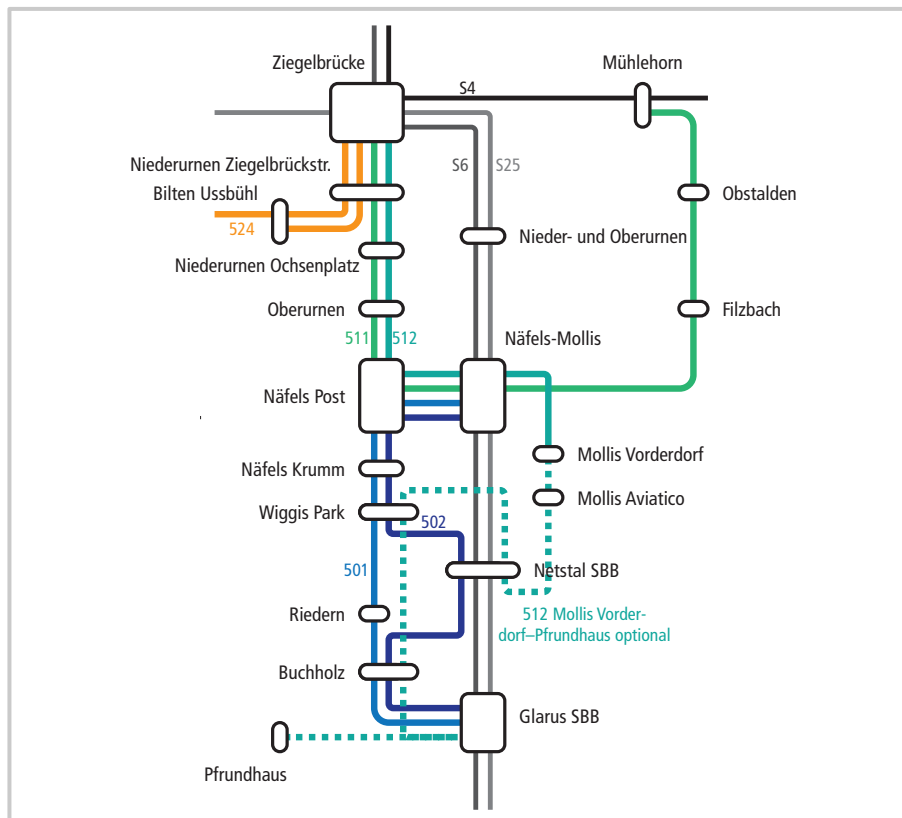 Ziegelbrücke
Mühlehorn
S4
Niederurnen Ziegelbrückstr.
S6
S25
Bilten Ussbühl
Obstalden
524
Nieder- und Oberurnen
Niederurnen Ochsenplatz
Oberurnen
Filzbach
511
512
Näfels-Mollis
Näfels Post
Mollis Vorderdorf
Näfels Krumm
Mollis Aviatico
Wiggis Park
502
501
Netstal SBB
Riedern
512 Mollis Vorder-
dorf–Pfrundhaus optional
Buchholz
Glarus SBB
Pfrundhaus